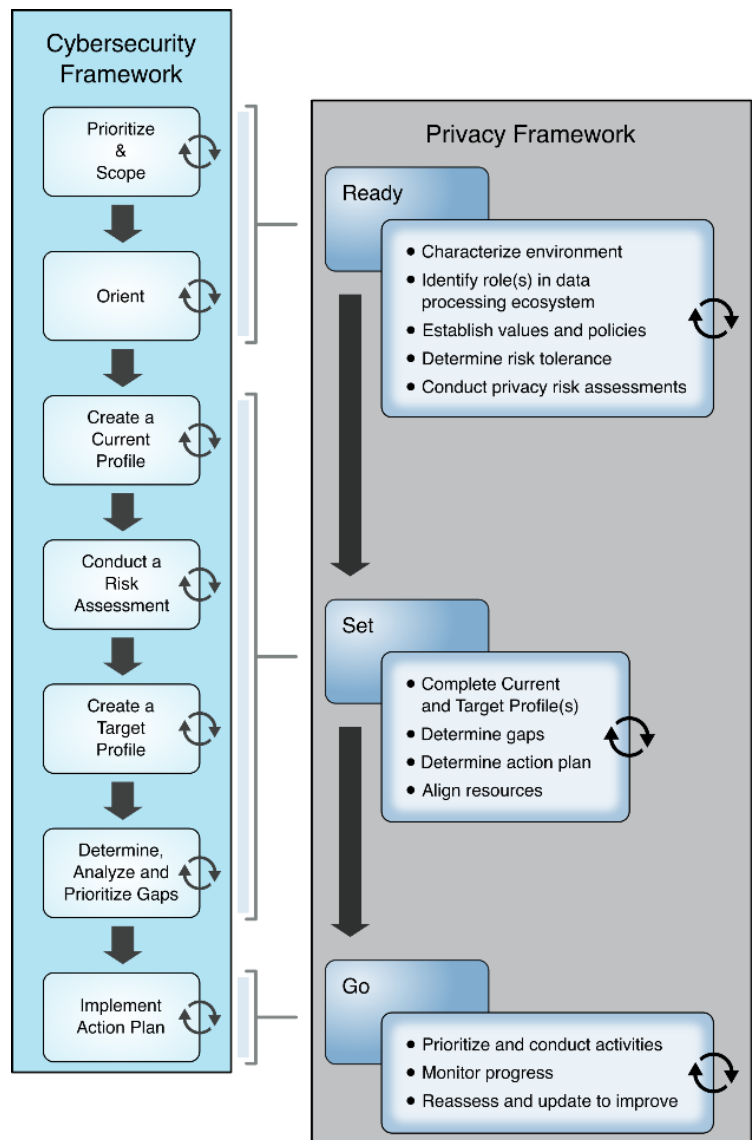 Cybersecurity
Framework
Prioritize
&
Scope
Orient
Create a
Current
Profile
Conduct a
Risk
Assessment
Create a
Target
Profile
Determine,
Analyze and
Prioritize Gaps
Implement
Action Plan
Privacy Framework
Ready
• Characterize environment
• Identify role(s) in data
processing ecosystem
• Establish values and policies
• Determine risk tolerance
• Conduct privacy risk assessments
Set
• Complete Current
and Target Profile(s)
• Determine gaps
• Determine action plan
• Align resources
Go
• Prioritize and conduct activities
• Monitor progress
• Reassess and update to improve